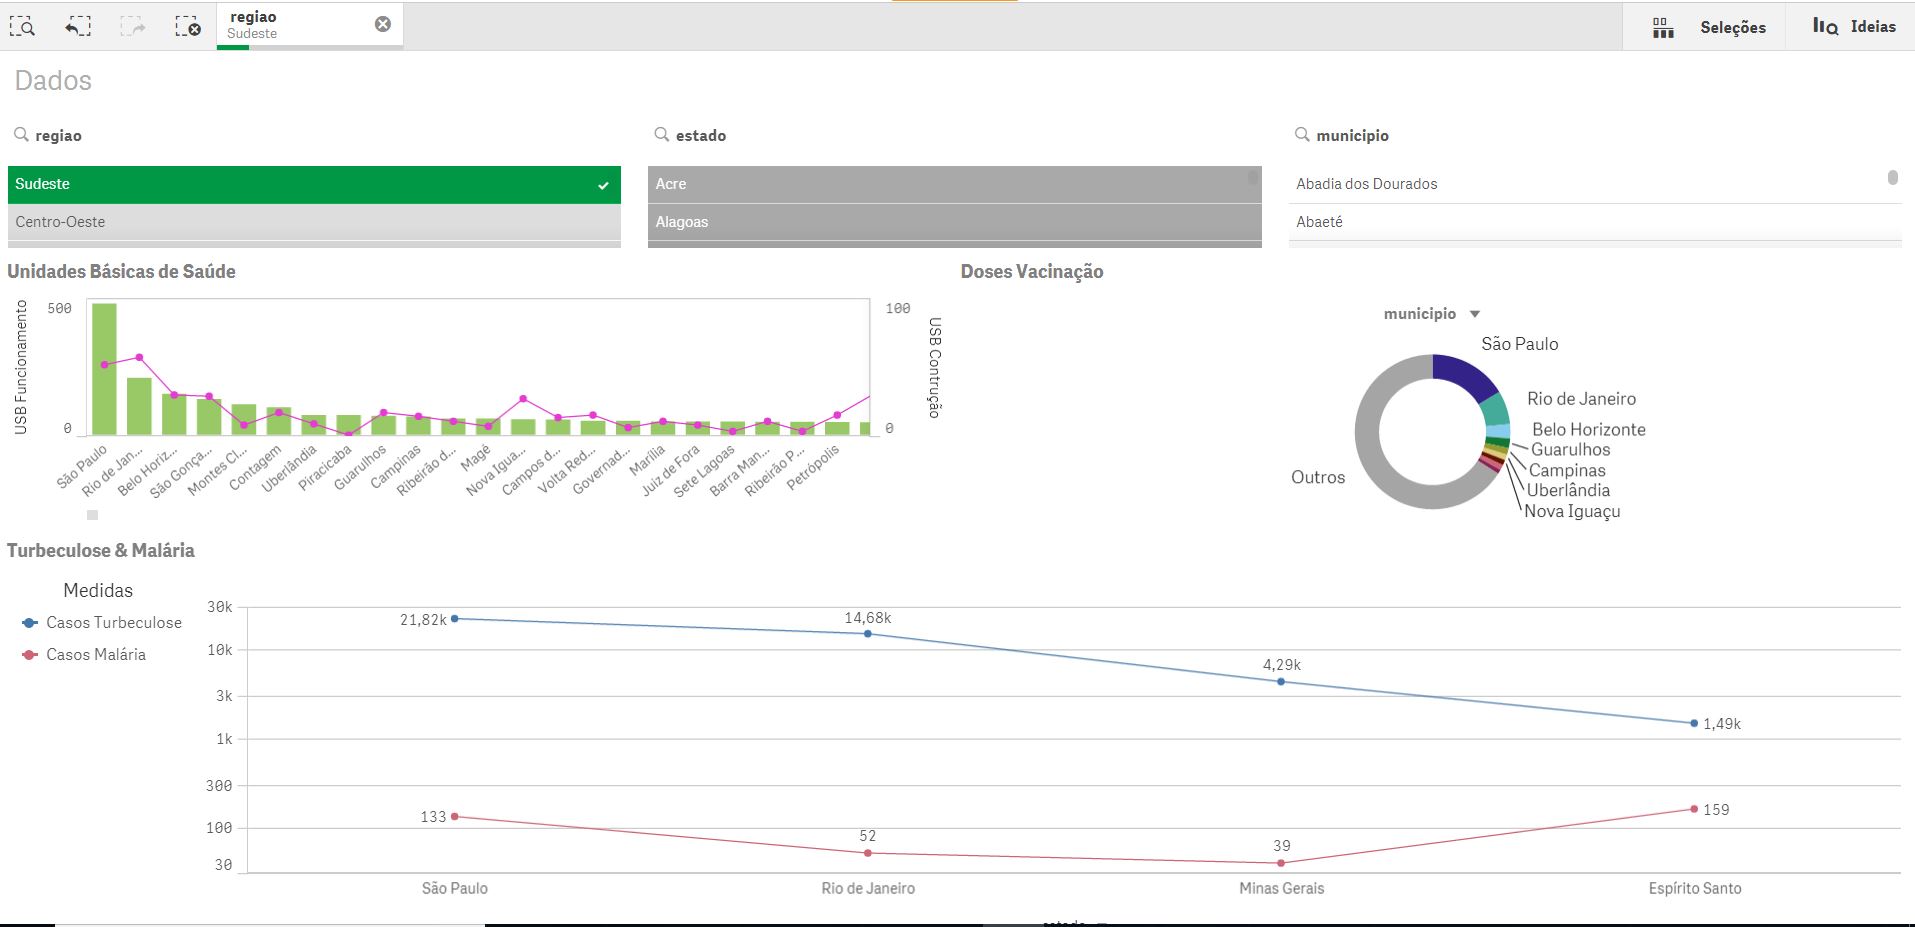 regiao
Sudeste
Seleções
Ideias
Dados
regiao
estado
municipio
Sudeste
Acre
Abadia dos Dourados
Centro-Oeste
Alagoas
Abaeté
Unidades Básicas de Saúde
USB Funcionamento
500
0
100
0
USB Contrução
São Paulo
Rio de Jan...
Belo Horiz...
São Gonça...
Montes Cl...
Contagem
Uberlândia
Piracicaba
Guarulhos
Campinas
Ribeirão d...
Magé
Nova Igua...
Campos d...
Volta Red...
Governad...
Marília
Juiz de Fora
Sete Lagoas
Barra Man...
Ribeirão P...
Petrópolis
Doses Vacinação
municipio
São Paulo
Rio de Janeiro
Belo Horizonte
Guarulhos
Campinas
Uberlândia
Nova Iguaçu
Outros
Turbeculose & Malária
Medidas
Casos Turbeculose
Casos Malária
30k
10k
3k
1k
300
100
30
21,82k
14,68k
4,29k
1,49k
133
52
39
159
São Paulo
Rio de Janeiro
Minas Gerais
Espírito Santo